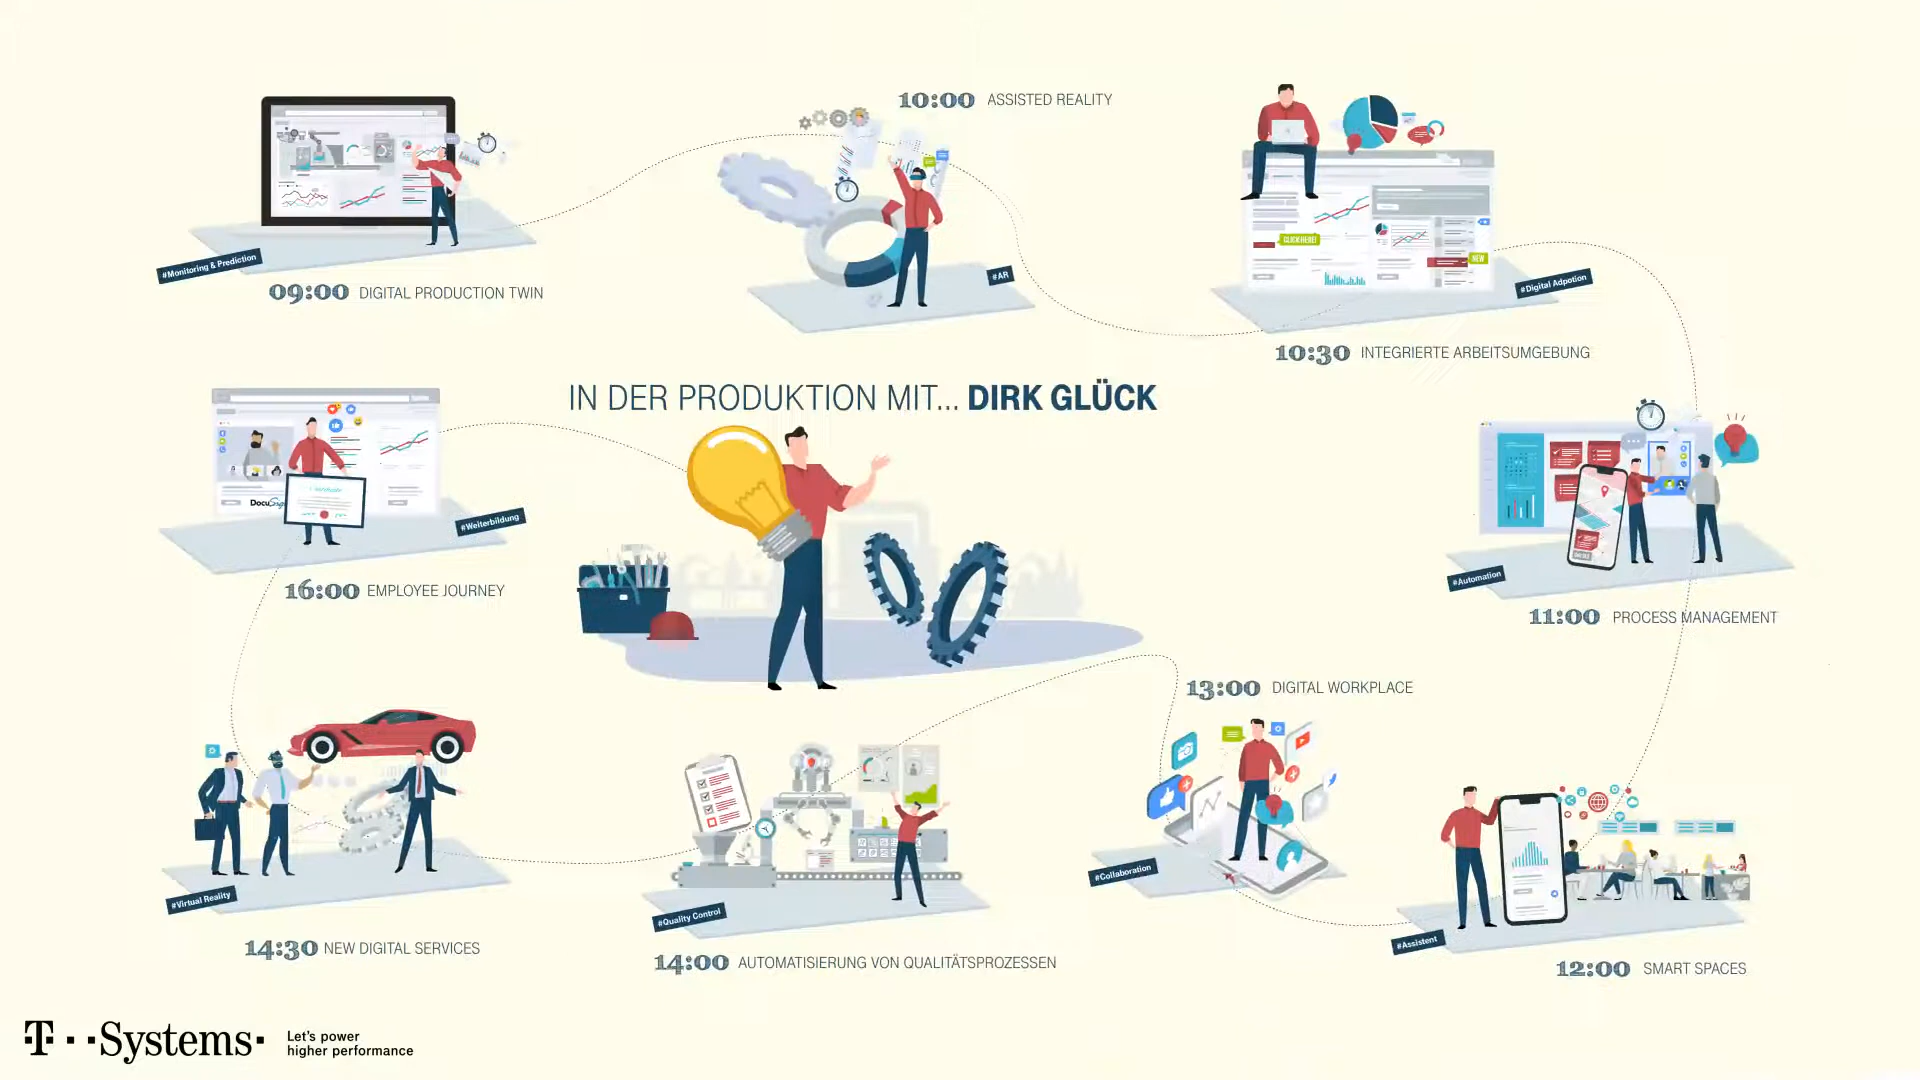 #Monitoring & Prediction
09:00 DIGITAL PRODUCTION TWIN
10:00 ASSISTED REALITY
#AR
CLICK HERE!
NEW
#Digital Adpotion
10:30 INTEGRIERTE ARBEITSUMGEBUNG
IN DER PRODUKTION MIT... DIRK GLÜCK
#Automation
11:00 PROCESS MANAGEMENT
#Assistent
12:00 SMART SPACES
13:00 DIGITAL WORKPLACE
#Collaboration
#Quality Control
14:00 AUTOMATISIERUNG VON QUALITÄTSPROZESSEN
#Virtual Reality
14:30 NEW DIGITAL SERVICES
#Weiterbildung
16:00 EMPLOYEE JOURNEY
T · · Systems ·
Let's power
higher performance